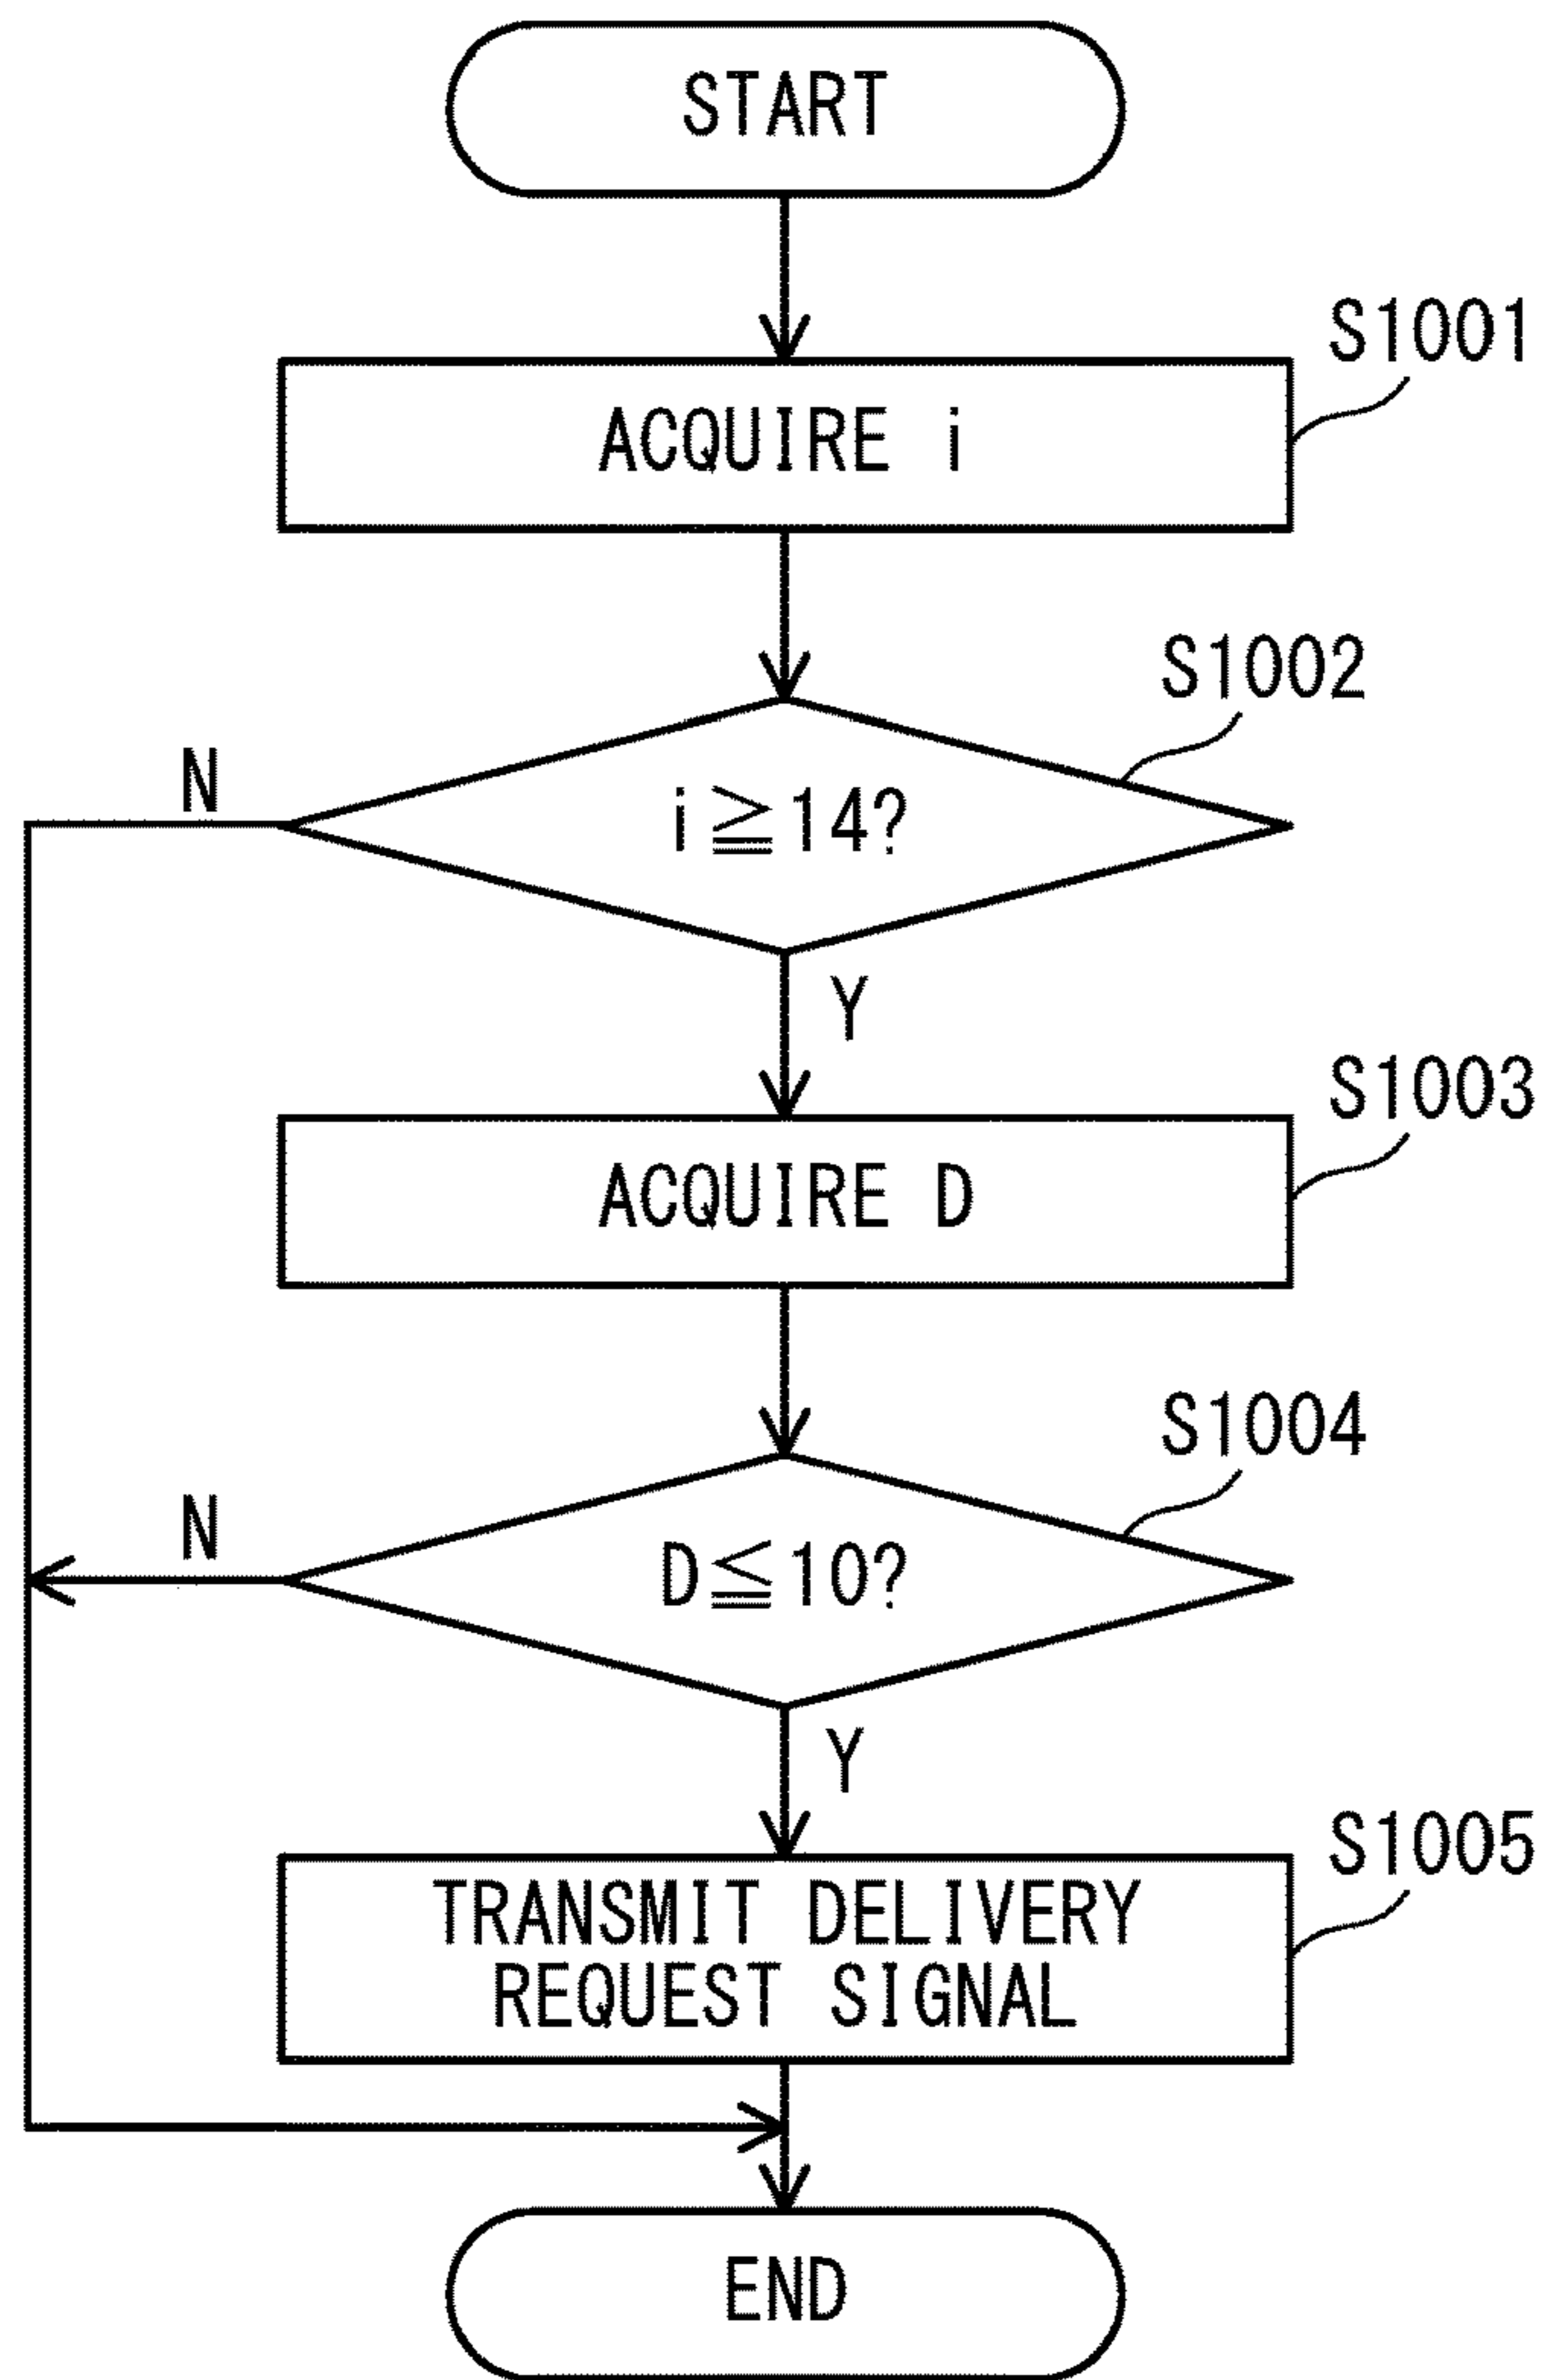 START
S1001
ACQUIRE i
S1002
N
i≧14?
Y
S1003
ACQUIRE D
S1004
N
D≦10?
Y
S1005
TRANSMIT DELIVERY
REQUEST SIGNAL
END